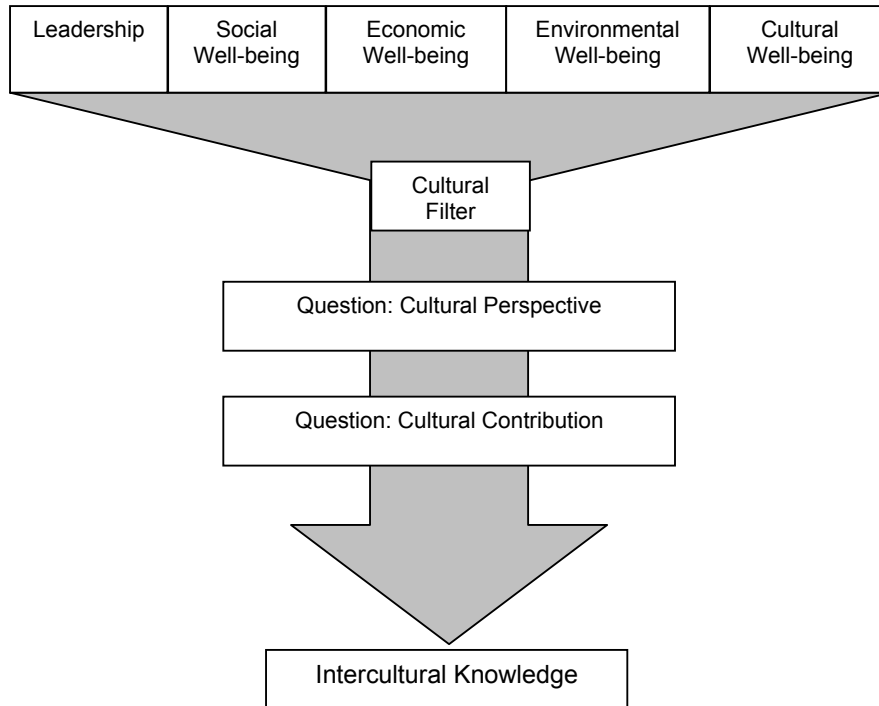 Leadership
Social
Well-being
Economic
Well-being
Environmental
Well-being
Cultural
Well-being
Cultural
Filter
Question: Cultural Perspective
Question: Cultural Contribution
Intercultural Knowledge